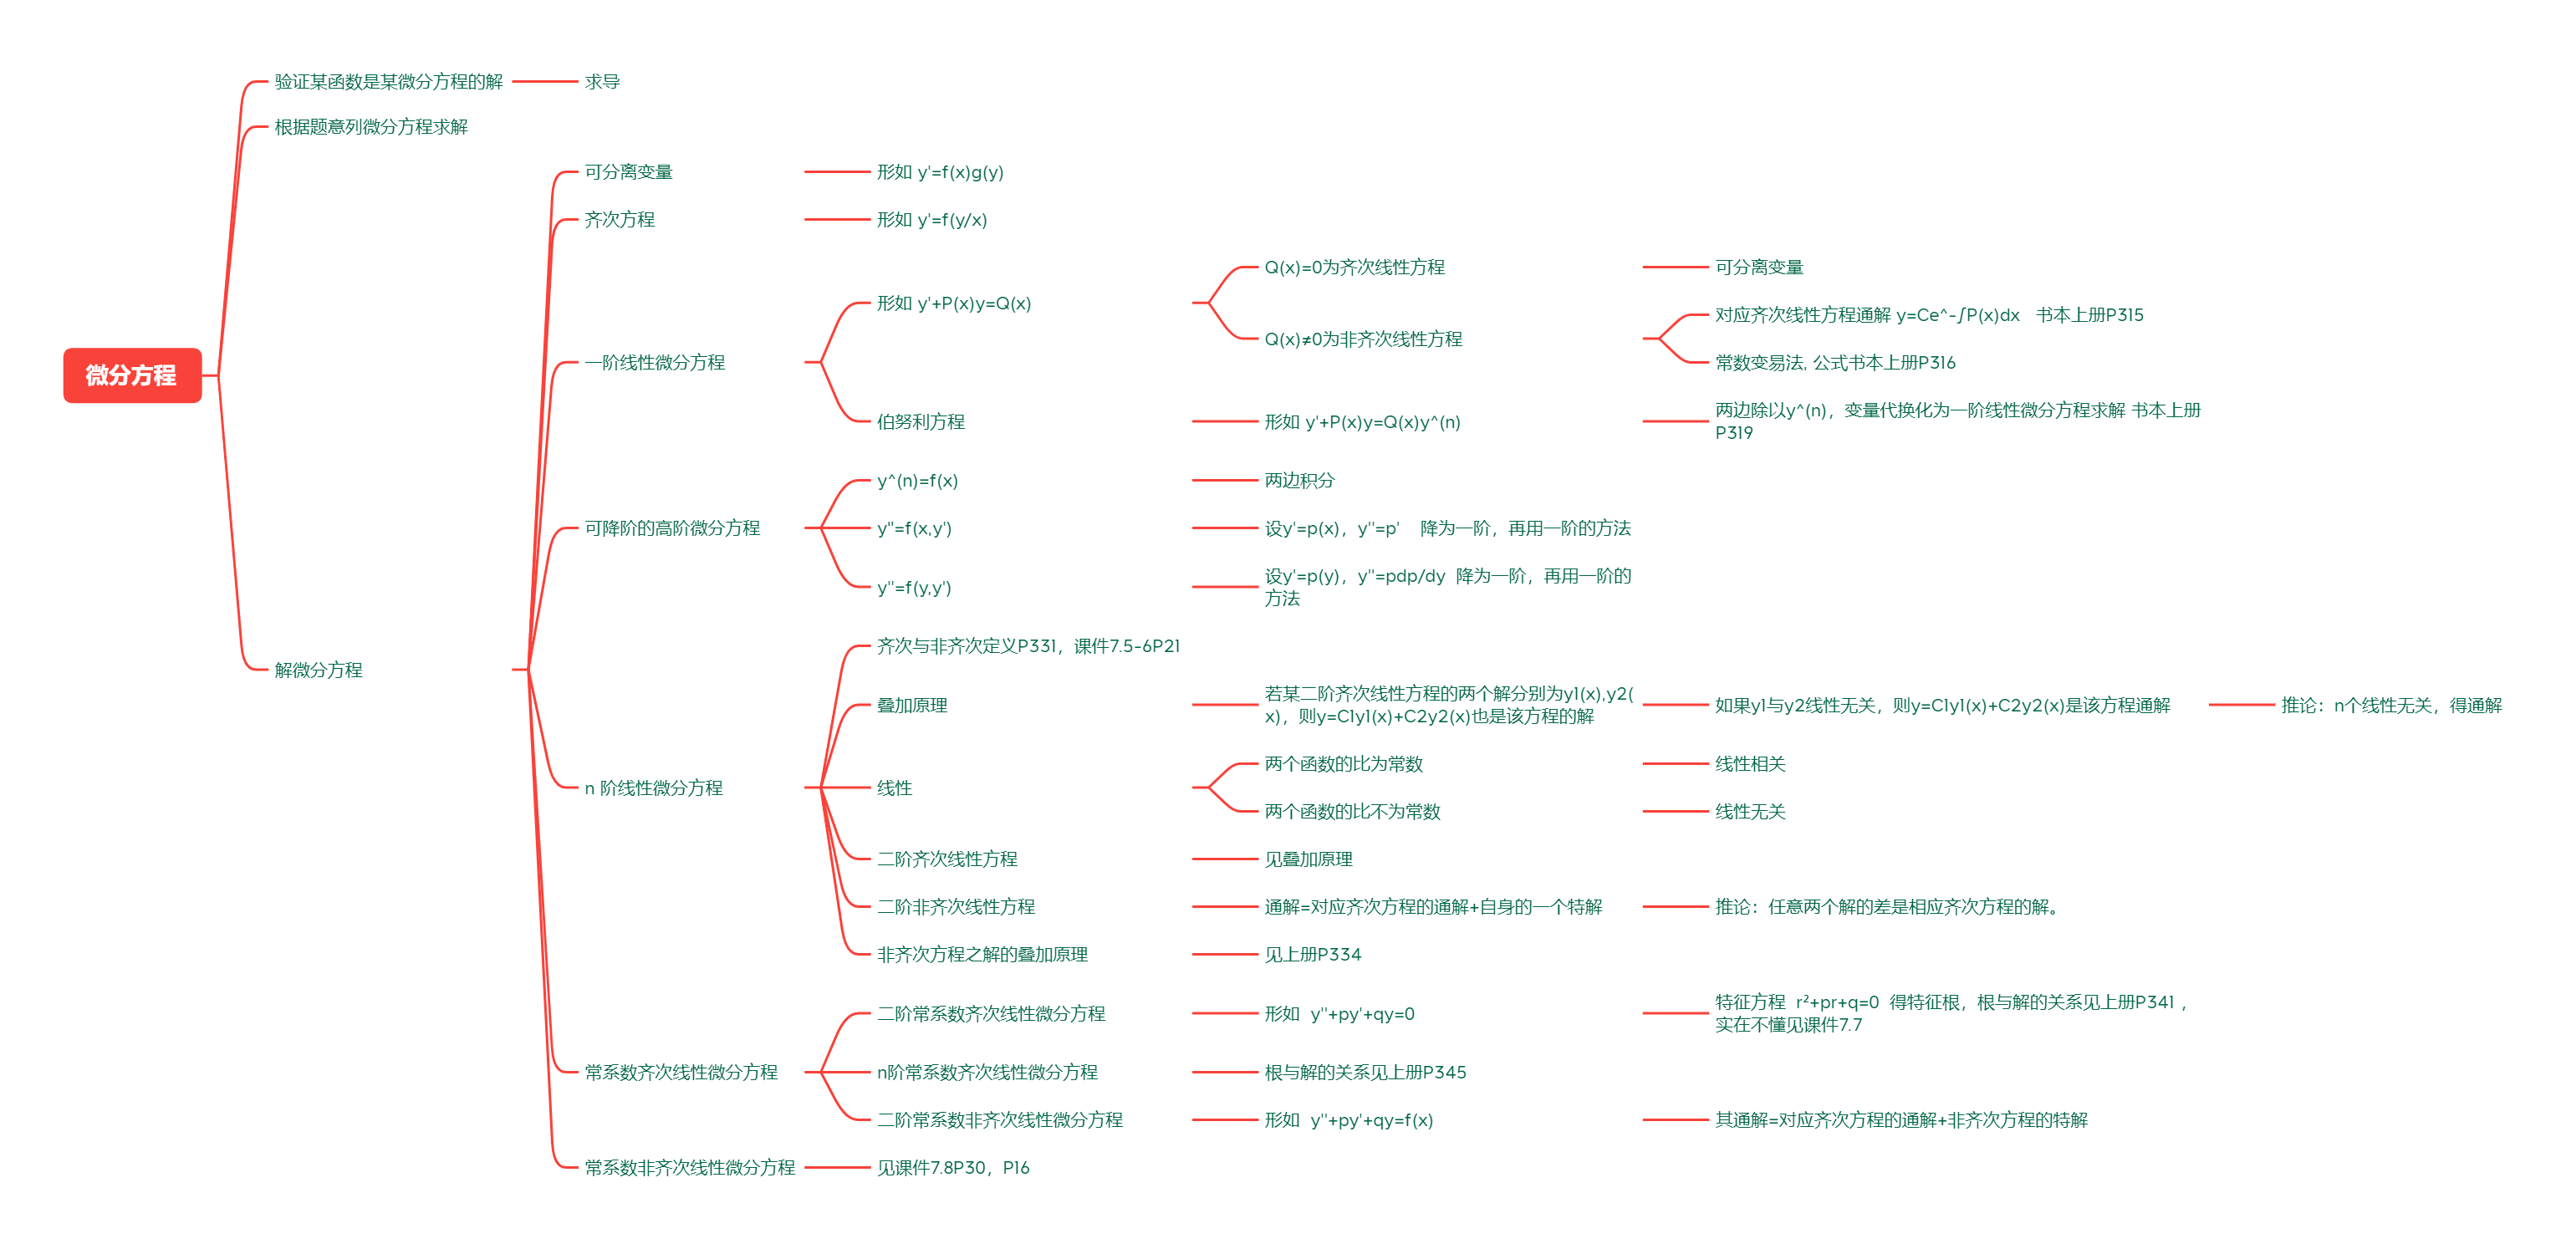 微分方程
验证某函数是某微分方程的解
求导
根据题意列微分方程求解
解微分方程
可分离变量
形如 y'=f(x)g(y)
齐次方程
形如 y'=f(y/x)
一阶线性微分方程
形如 y'+P(x)y=Q(x)
Q(x)=0为齐次线性方程
可分离变量
Q(x)≠0为非齐次线性方程
对应齐次线性方程通解 y=Ce^-∫P(x)dx 书本上册P315
常数变易法, 公式书本上册P316
伯努利方程
形如 y'+P(x)y=Q(x)y^(n)
两边除以y^(n)，变量代换化为一阶线性微分方程求解 书本上册
P319
可降阶的高阶微分方程
y^(n)=f(x)
两边积分
y''=f(x,y')
设y'=p(x)，y''=p' 降为一阶，再用一阶的方法
y''=f(y,y')
设y'=p(y)，y''=pdp/dy 降为一阶，再用一阶的
方法
n 阶线性微分方程
齐次与非齐次定义P331，课件7.5-6P21
叠加原理
若某二阶齐次线性方程的两个解分别为y1(x),y2(
x)，则y=C1y1(x)+C2y2(x)也是该方程的解
如果y1与y2线性无关，则y=C1y1(x)+C2y2(x)是该方程通解
推论：n个线性无关，得通解
线性
两个函数的比为常数
线性相关
两个函数的比不为常数
线性无关
二阶齐次线性方程
见叠加原理
二阶非齐次线性方程
通解=对应齐次方程的通解+自身的一个特解
推论：任意两个解的差是相应齐次方程的解。
非齐次方程之解的叠加原理
见上册P334
常系数齐次线性微分方程
二阶常系数齐次线性微分方程
形如 y''+py'+qy=0
特征方程 r²+pr+q=0 得特征根，根与解的关系见上册P341，
实在不懂见课件7.7
n阶常系数齐次线性微分方程
根与解的关系见上册P345
二阶常系数非齐次线性微分方程
形如 y''+py'+qy=f(x)
其通解=对应齐次方程的通解+非齐次方程的特解
常系数非齐次线性微分方程
见课件7.8P30，P16